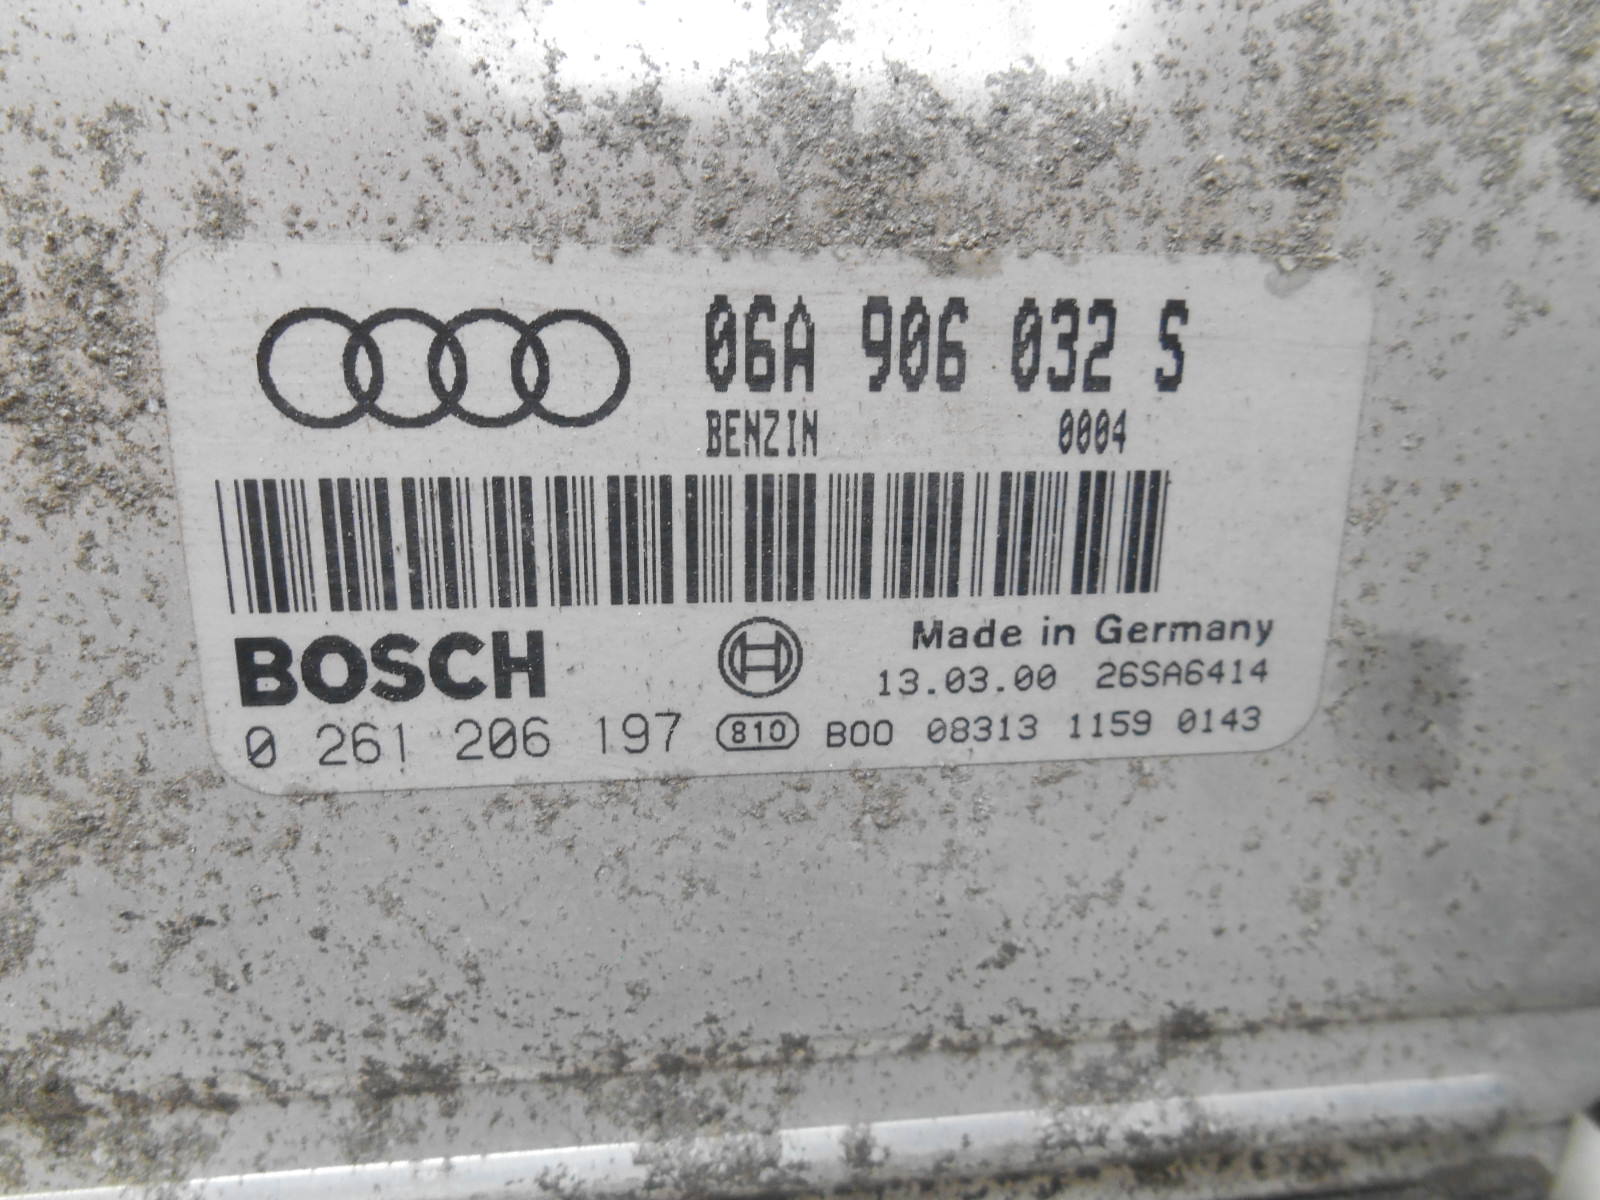 06A 906 032 S
BENZIN 0004
BOSCH
Made in Germany
13.03.00 26SA6414
0 261 206 197 810 B00 08313 1159 0143